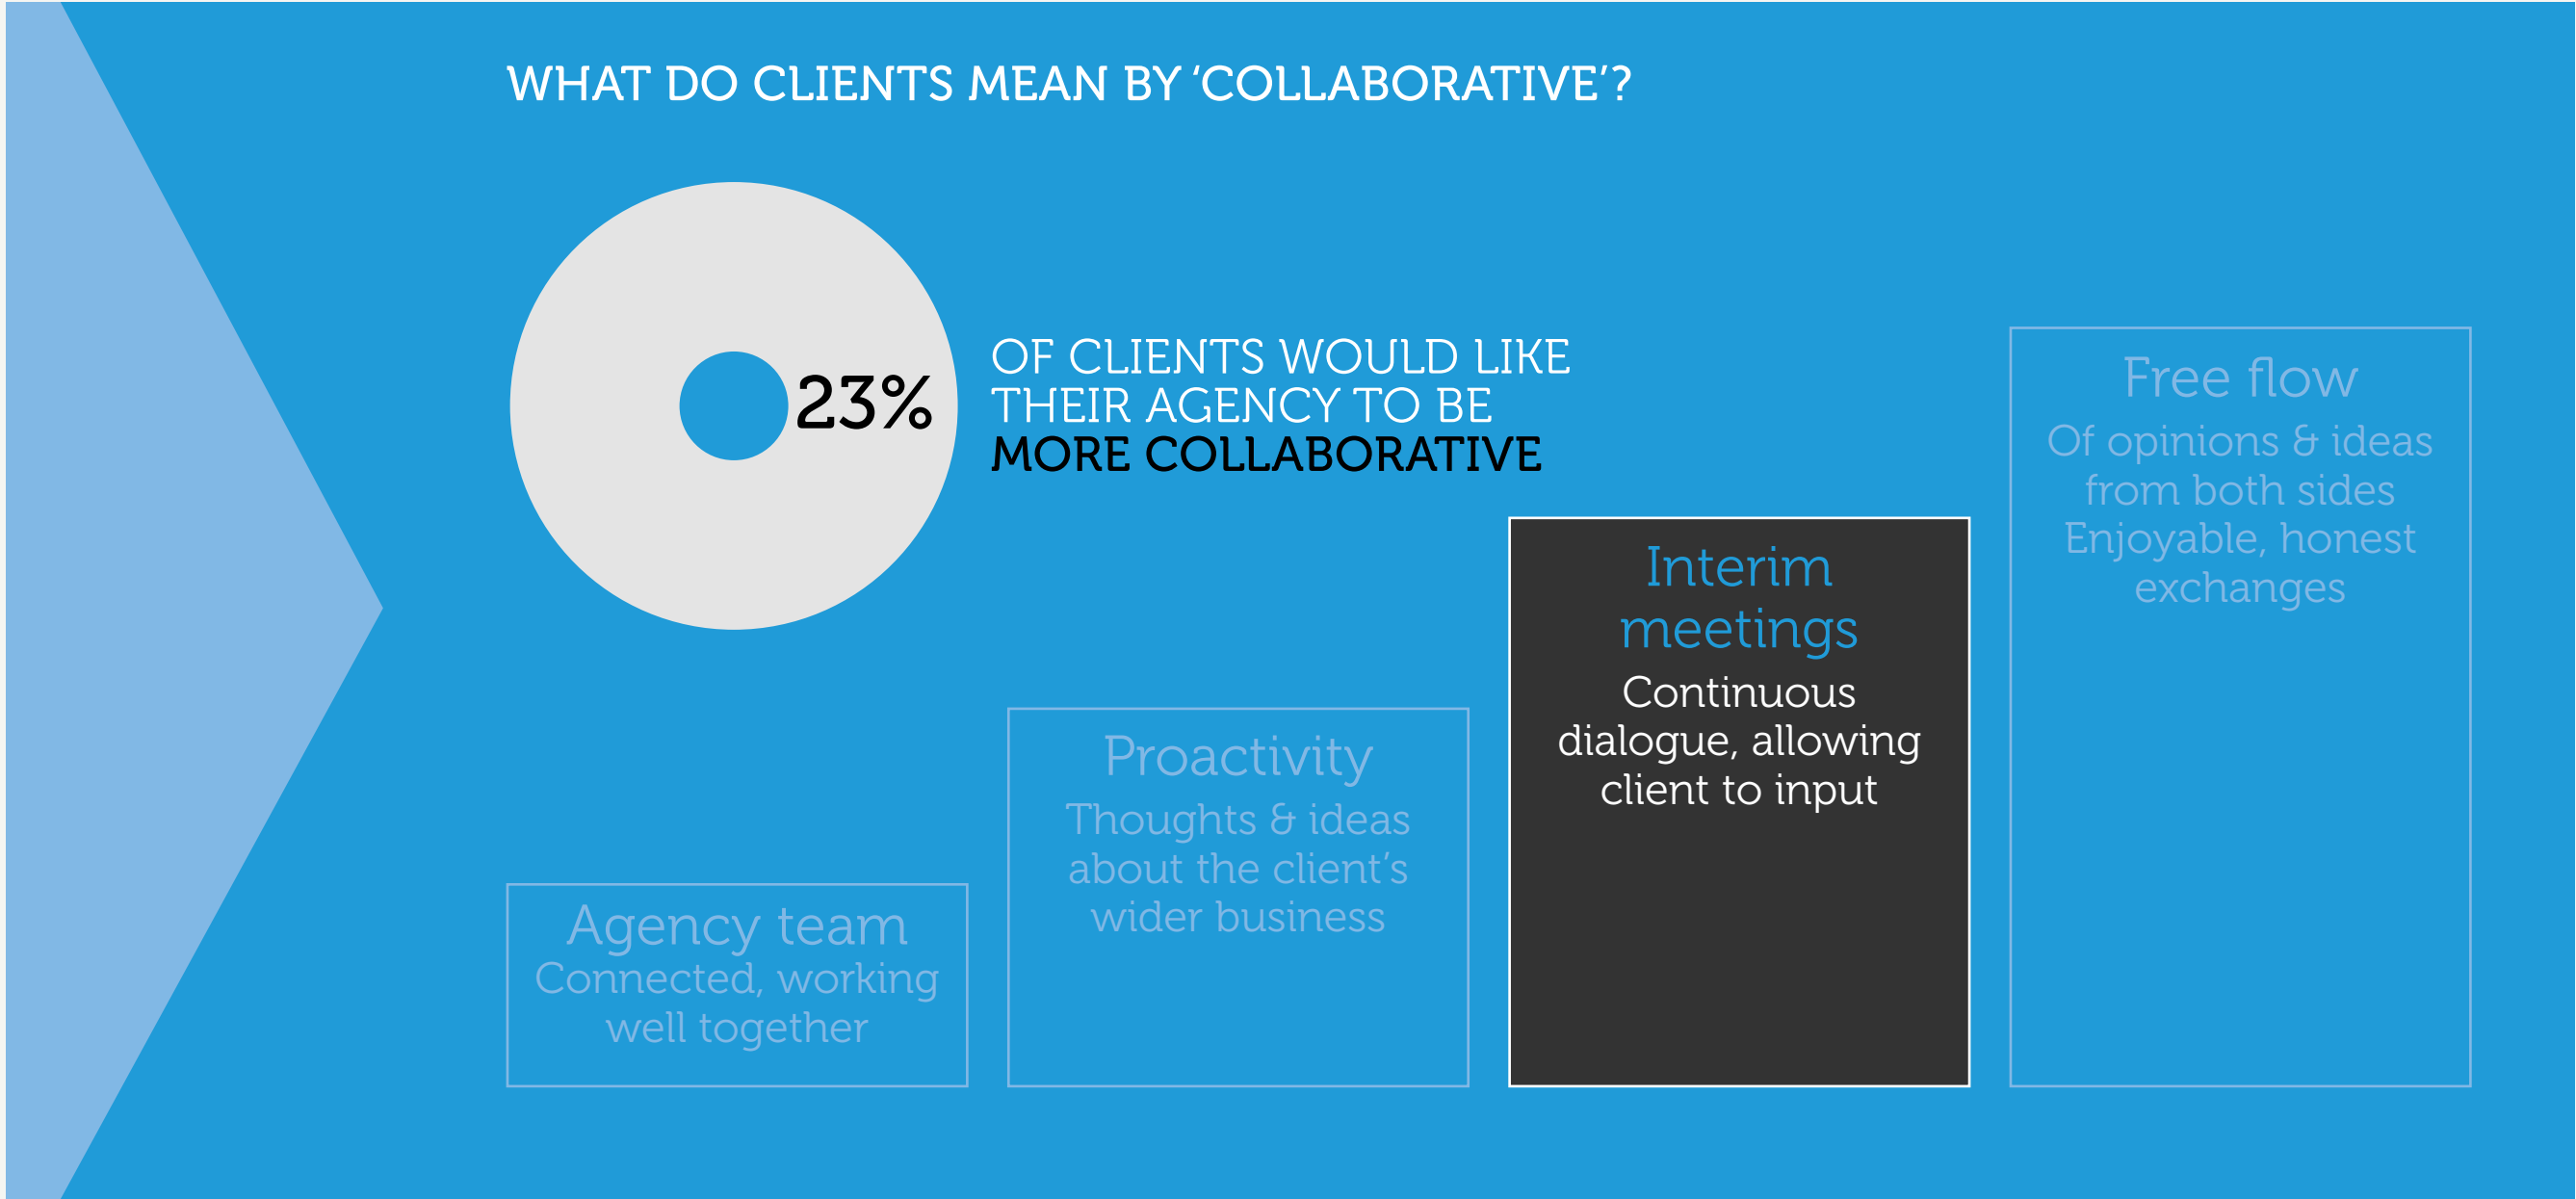 WHAT DO CLIENTS MEAN BY ‘COLLABORATIVE’?
23%
OF CLIENTS WOULD LIKE
THEIR AGENCY TO BE
MORE COLLABORATIVE
Agency team
Connected, working
well together
Proactivity
Thoughts & ideas
about the client’s
wider business
Interim
meetings
Continuous
dialogue, allowing
client to input
Free flow
Of opinions & ideas
from both sides
Enjoyable, honest
exchanges